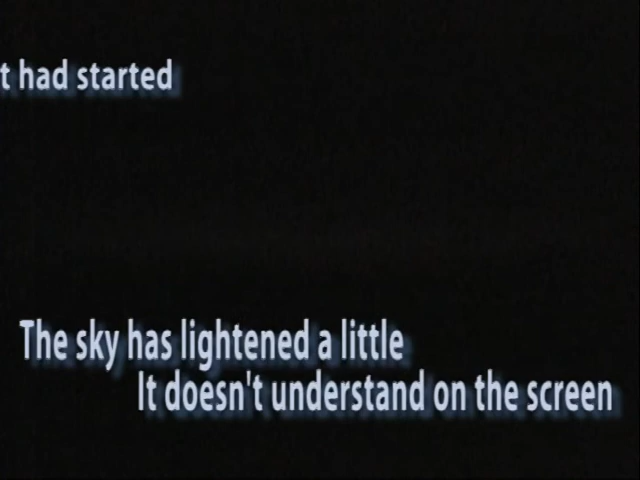 t had started
The sky has lightened a little
It doesn't understand on the screen